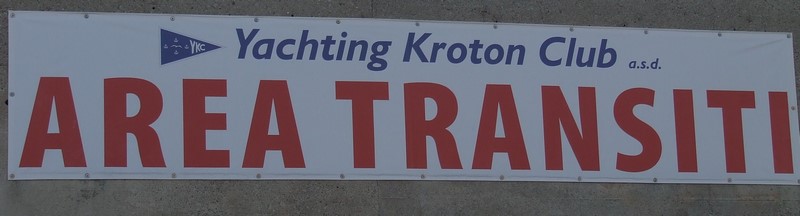 YKC Yachting Kroton Club a.s.d.
AREA TRANSITI